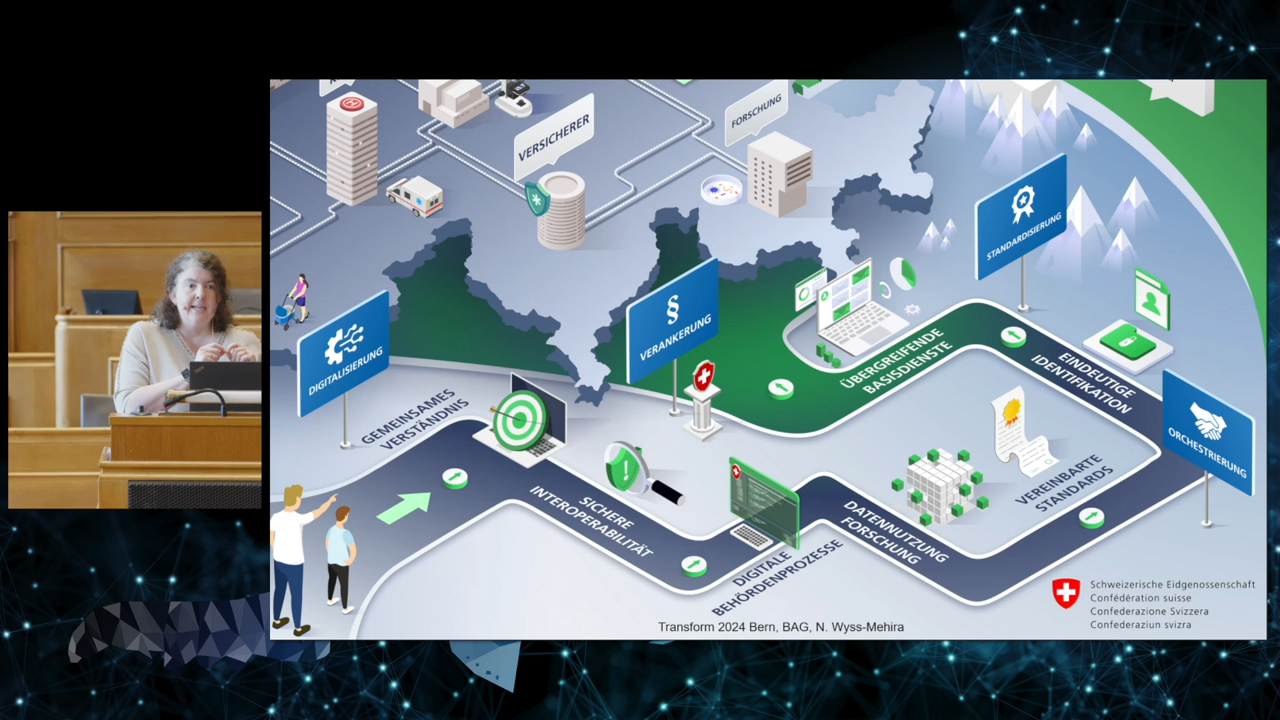 VERSICHERER
FORSCHUNG
STANDARDISIERUNG
§
VERANKERUNG
DIGITALISIERUNG
GEMEINSAMES
VERSTÄNDNIS
ÜBERGREIFENDE
BASISDIENSTE
EINDEUTIGE
IDENTIFIKATION
ORCHESTRIERUNG
SICHERE
INTEROPERABILITÄT
DIGITALE
BEHÖRDENPROZESSE
DATENNUTZUNG
FORSCHUNG
VEREINBARTE
STANDARDS
Schweizerische Eidgenossenschaft
Confédération suisse
Confederazione Svizzera
Confederaziun svizra
Transform 2024 Bern, BAG, N. Wyss-Mehira